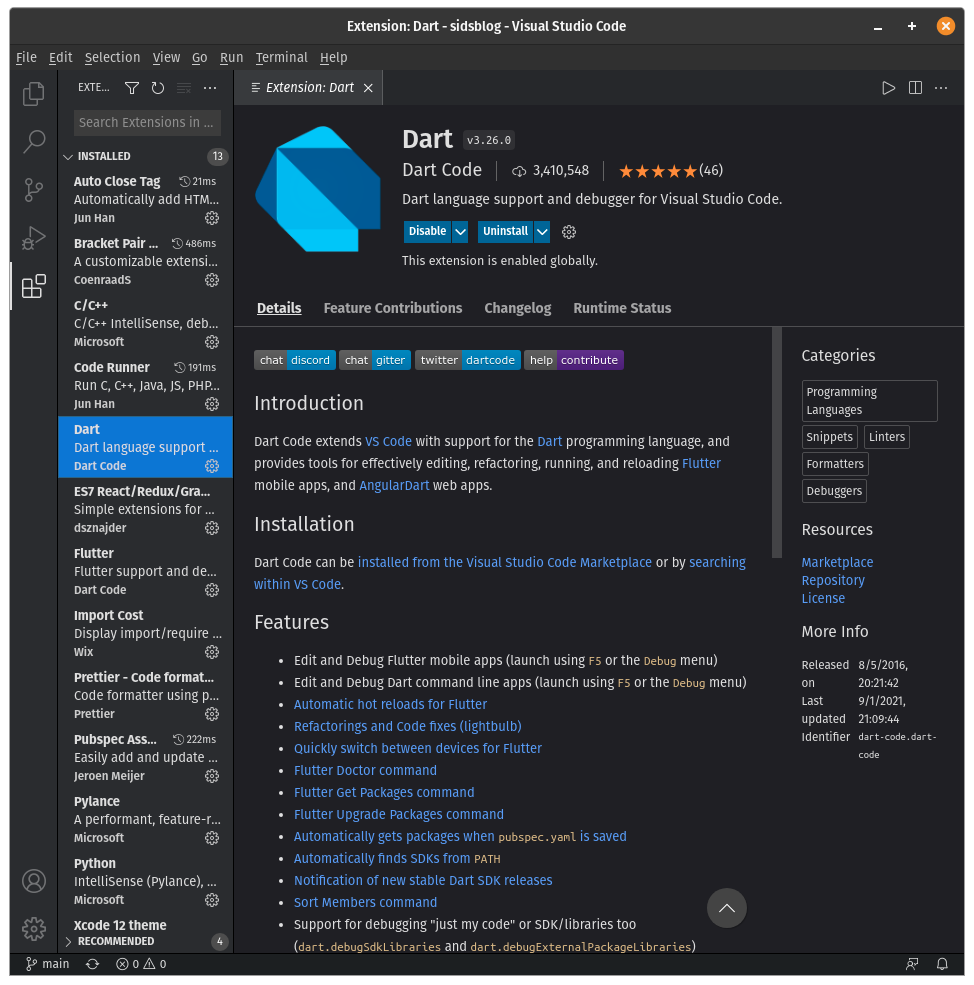 Extension: Dart - sidsblog - Visual Studio Code
File Edit Selection View Go Run Terminal Help
EXTE...
Extension: Dart
Search Extensions in ...
INSTALLED 13
Auto Close Tag 21ms
Automatically add HTM...
Jun Han
Bracket Pair ... 486ms
A customizable extensi...
CoenraadS
C/C++
C/C++ IntelliSense, deb...
Microsoft
Code Runner 191ms
Run C, C++, Java, JS, PHP...
Jun Han
Dart
Dart language support ...
Dart Code
ES7 React/Redux/Gra...
Simple extensions for ...
dsznajder
Flutter
Flutter support and de...
Dart Code
Import Cost
Display import/require ...
Wix
Prettier - Code format...
Code formatter using p...
Prettier
Pubspec Ass... 222ms
Easily add and update ...
Jeroen Meijer
Pylance
A performant, feature-r...
Microsoft
Python
IntelliSense (Pylance), ...
Microsoft
Xcode 12 theme
RECOMMENDED 4
Dart v3.26.0
Dart Code 3,410,548 (46)
Dart language support and debugger for Visual Studio Code.
Disable Uninstall
This extension is enabled globally.
Details Feature Contributions Changelog Runtime Status
chat discord chat gitter twitter dartcode help contribute
Introduction
Dart Code extends VS Code with support for the Dart programming language, and
provides tools for effectively editing, refactoring, running, and reloading Flutter
mobile apps, and AngularDart web apps.
Installation
Dart Code can be installed from the Visual Studio Code Marketplace or by searching
within VS Code.
Features
• Edit and Debug Flutter mobile apps (launch using F5 or the Debug menu)
• Edit and Debug Dart command line apps (launch using F5 or the Debug menu)
• Automatic hot reloads for Flutter
• Refactorings and Code fixes (lightbulb)
• Quickly switch between devices for Flutter
• Flutter Doctor command
• Flutter Get Packages command
• Flutter Upgrade Packages command
• Automatically gets packages when pubspec.yaml is saved
• Automatically finds SDKs from PATH
• Notification of new stable Dart SDK releases
• Sort Members command
• Support for debugging "just my code" or SDK/libraries too
(dart.debugSdkLibraries and dart.debugExternalPackageLibraries)
Categories
Programming
Languages
Snippets Linters
Formatters
Debuggers
Resources
Marketplace
Repository
License
More Info
Released 8/5/2016,
on 20:21:42
Last 9/1/2021,
updated 21:09:44
Identifier dart-code.dart-
code
main 0 0